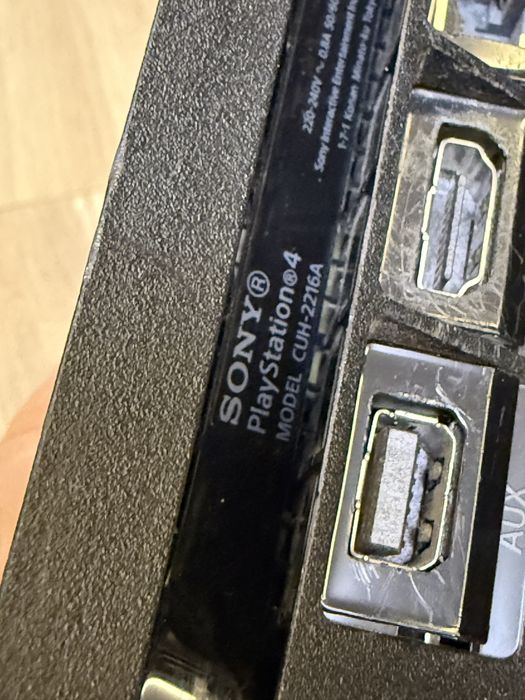 SONY®
PlayStation®4
MODEL CUH-2216A
220-240V ~ 0.8A 50/60
Sony Interactive Entertainment
1-7-1 Konan Minato-ku Tokyo
AUX